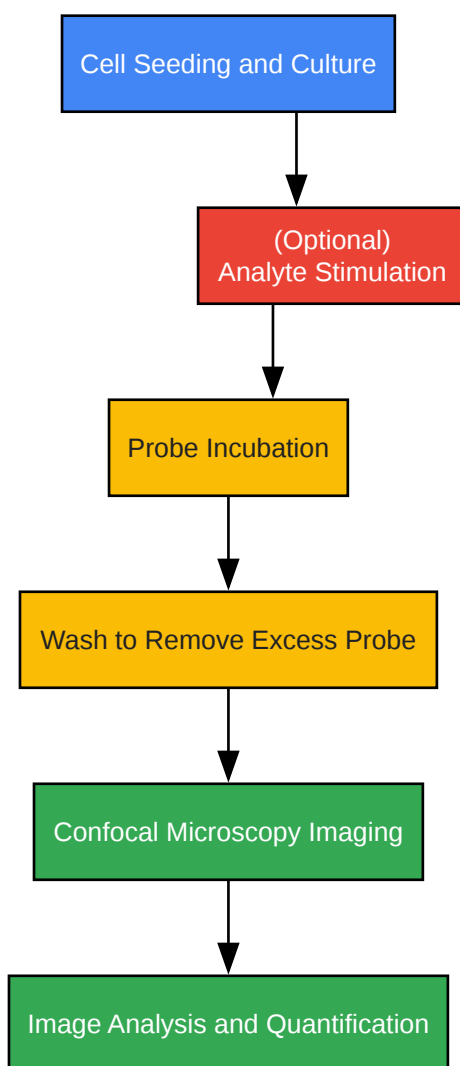 Cell Seeding and Culture
(Optional)
Analyte Stimulation
Probe Incubation
Wash to Remove Excess Probe
Confocal Microscopy Imaging
Image Analysis and Quantification